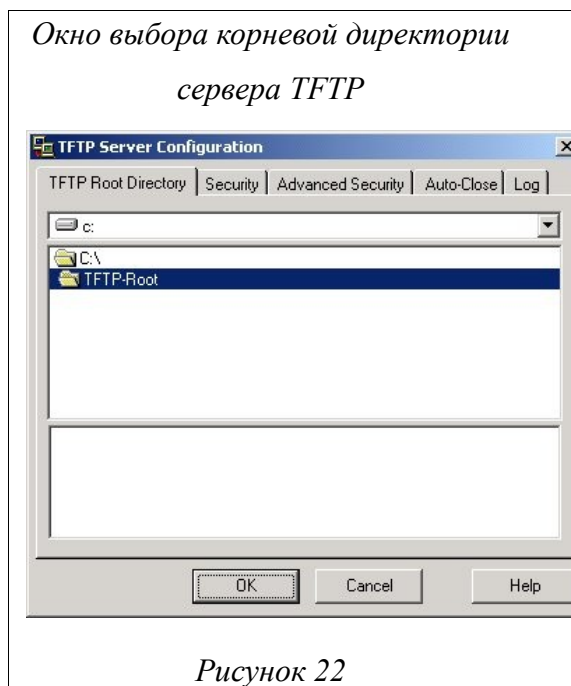 Окно выбора корневой директории
сервера TFTP
TFTP Server Configuration
TFTP Root Directory Security Advanced Security Auto-Close Log
c:
C:\
TFTP-Root
OK Cancel Help
Рисунок 22